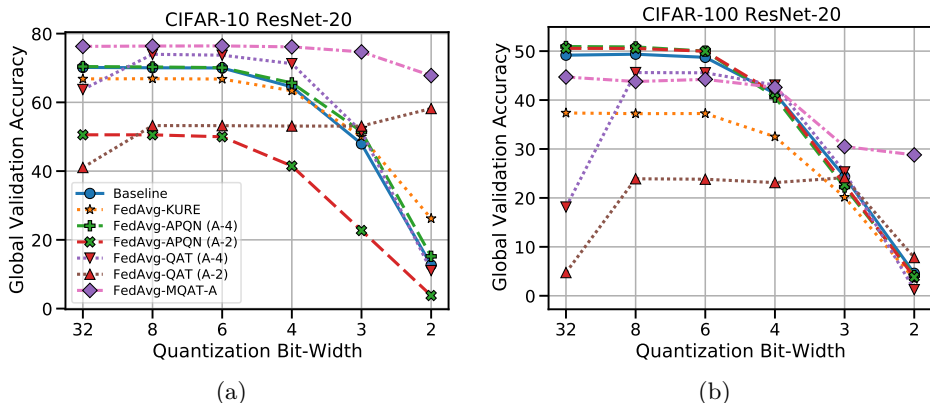 CIFAR-10 ResNet-20
Global Validation Accuracy
80
60
40
20
0
Baseline
FedAvg-KURE
FedAvg-APQN (A-4)
FedAvg-APQN (A-2)
FedAvg-QAT (A-4)
FedAvg-QAT (A-2)
FedAvg-MQAT-A
32 8 6 4 3 2
Quantization Bit-Width
(a)
CIFAR-100 ResNet-20
Global Validation Accuracy
50
40
30
20
10
0
32 8 6 4 3 2
Quantization Bit-Width
(b)